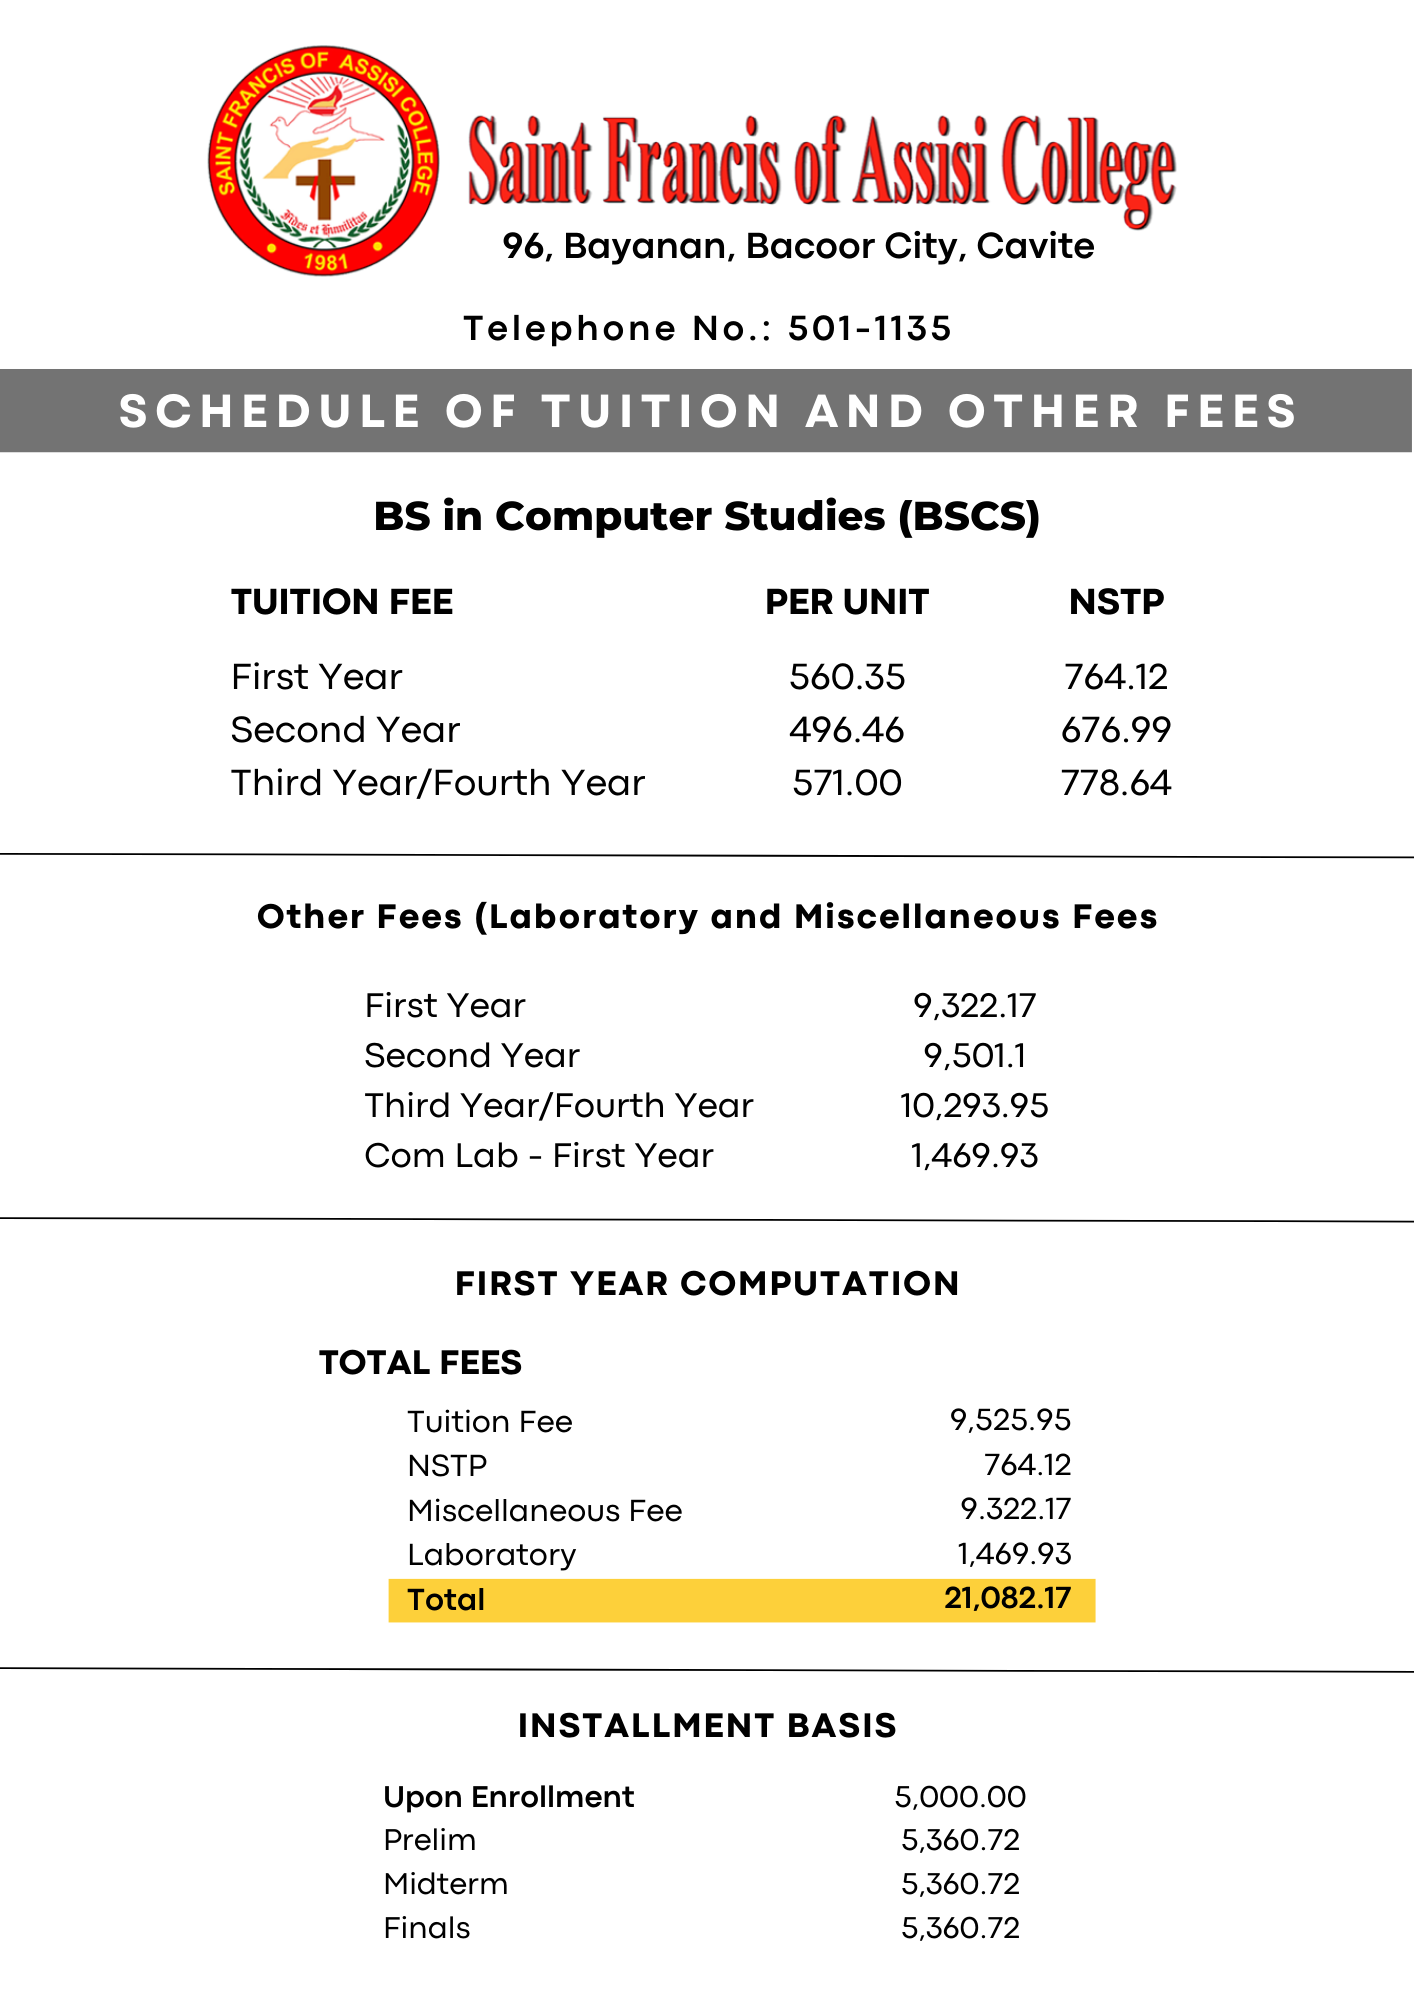 SAINT FRANCIS OF ASSISI COLLEGE
Fides et Humilitas
1981
Saint Francis of Assisi College
96, Bayanan, Bacoor City, Cavite
Telephone No.: 501-1135
SCHEDULE OF TUITION AND OTHER FEES
BS in Computer Studies (BSCS)
TUITION FEE PER UNIT NSTP
First Year 560.35 764.12
Second Year 496.46 676.99
Third Year/Fourth Year 571.00 778.64
Other Fees (Laboratory and Miscellaneous Fees
First Year 9,322.17
Second Year 9,501.1
Third Year/Fourth Year 10,293.95
Com Lab - First Year 1,469.93
FIRST YEAR COMPUTATION
TOTAL FEES
Tuition Fee 9,525.95
NSTP 764.12
Miscellaneous Fee 9.322.17
Laboratory 1,469.93
Total 21,082.17
INSTALLMENT BASIS
Upon Enrollment 5,000.00
Prelim 5,360.72
Midterm 5,360.72
Finals 5,360.72